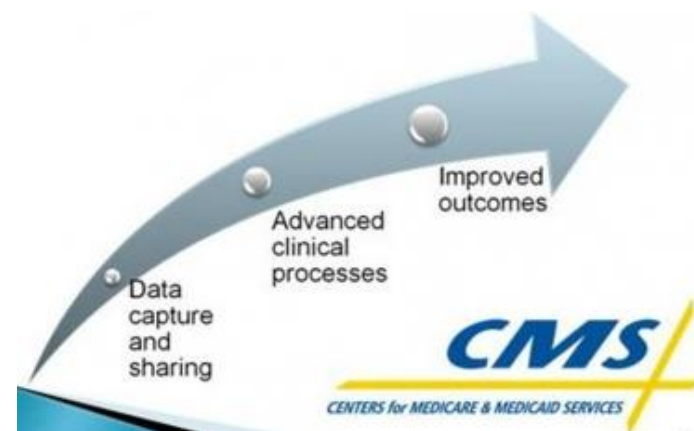 Improved
outcomes
Advanced
clinical
processes
Data
capture
and
sharing
CMS
CENTERS for MEDICARE & MEDICAID SERVICES